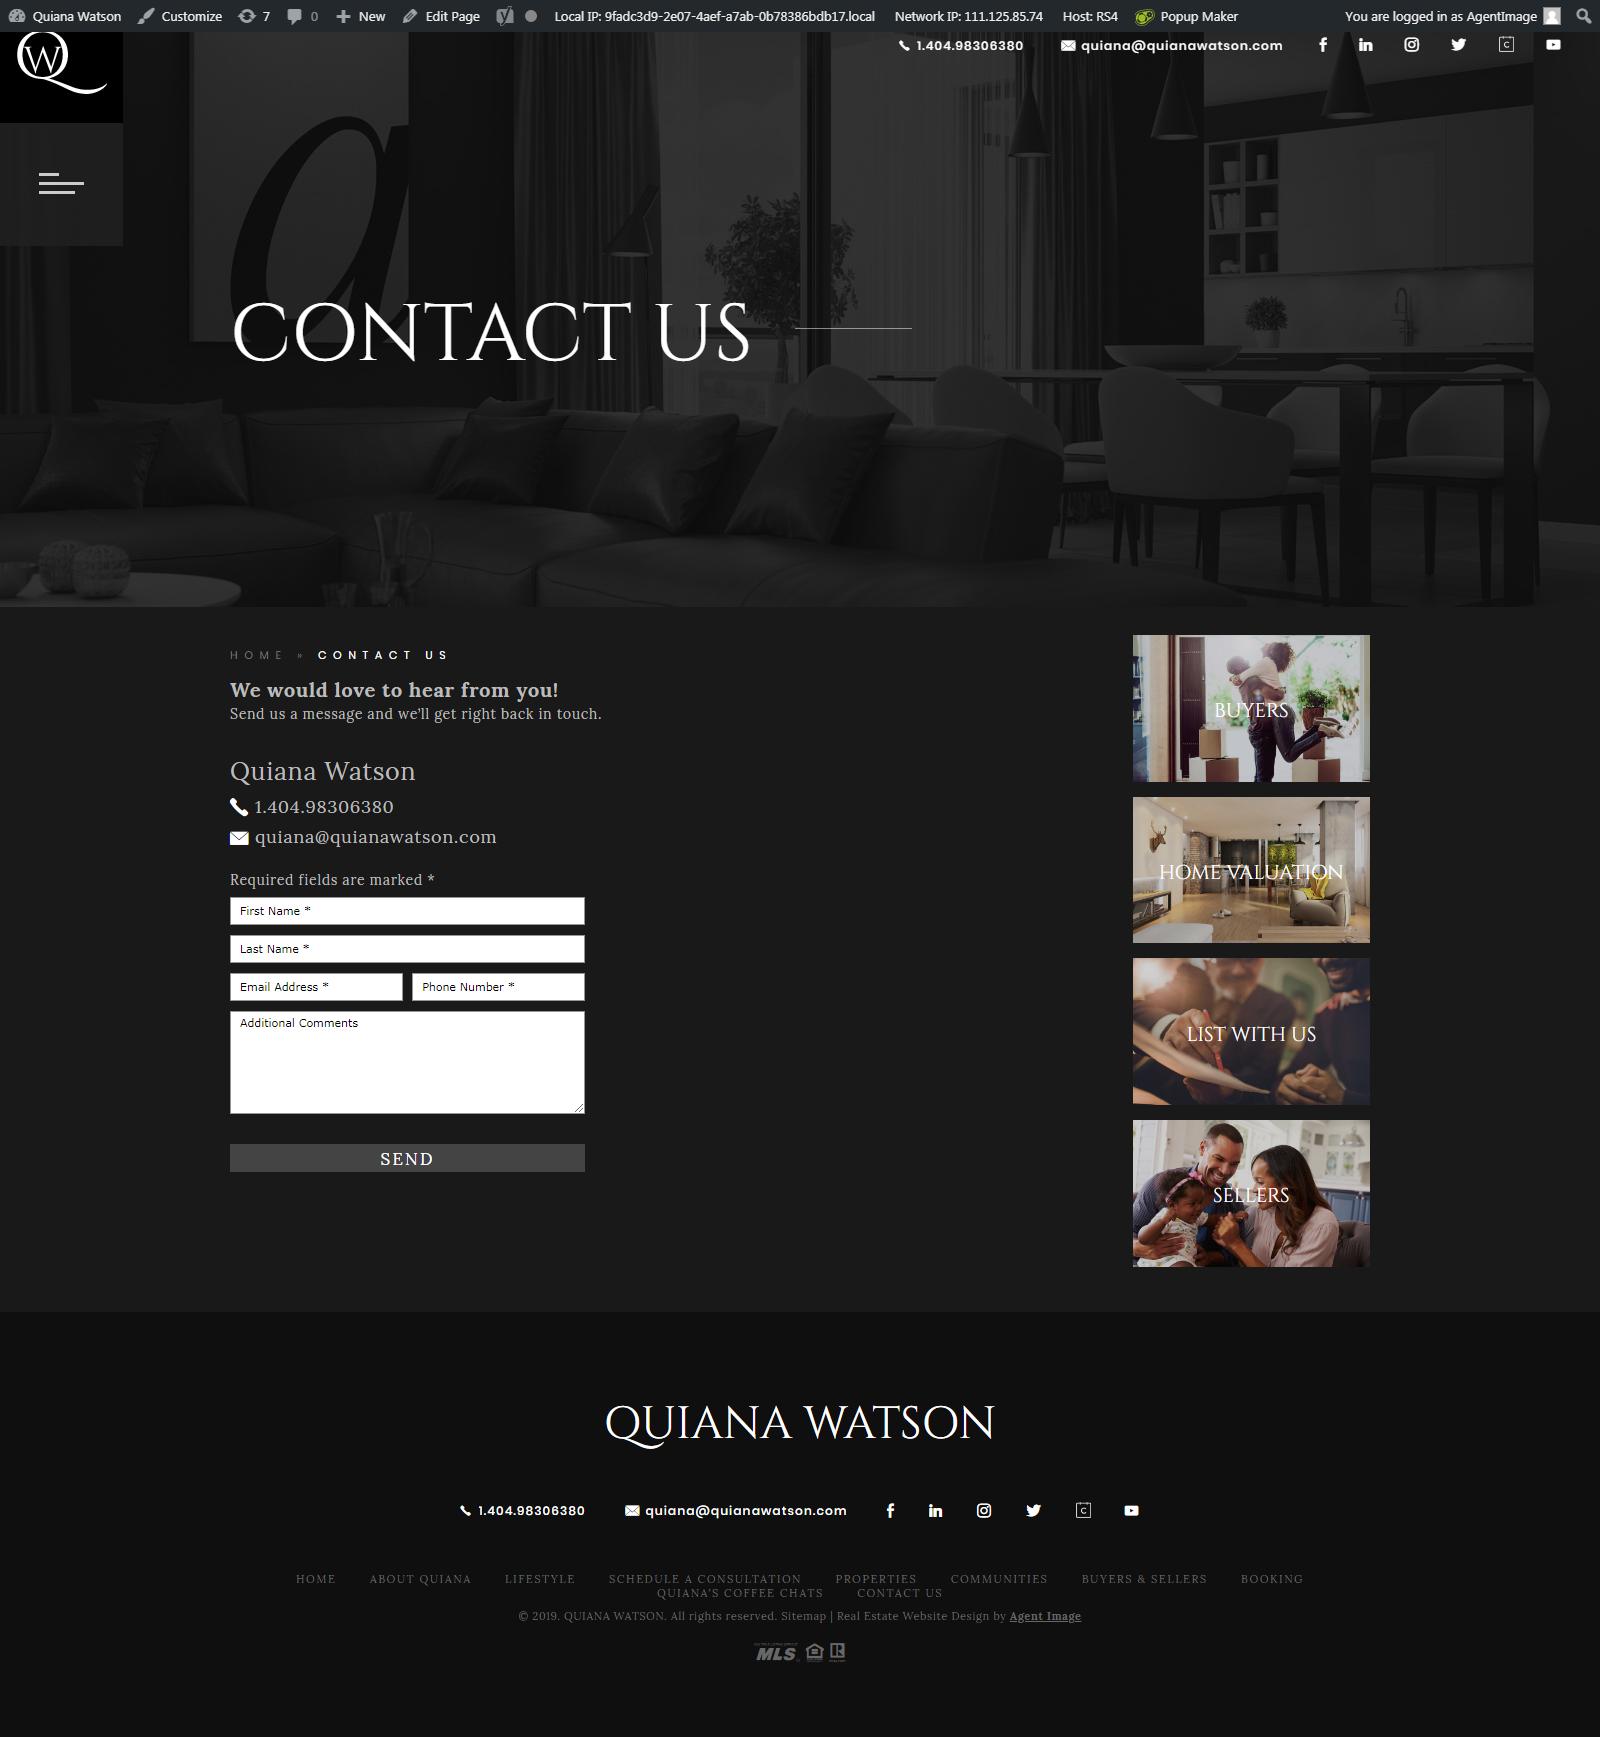 Quiana Watson Customize 7 0 New Edit Page Local IP: 9fadc3d9-2e07-4aef-a7ab-0b78386bdb17.local Network IP: 111.125.85.74 Host: RS4 Popup Maker You are logged in as AgentImage
QW
1.404.98306380 quiana@quianawatson.com
a
CONTACT US
HOME » CONTACT US
We would love to hear from you!
Send us a message and we'll get right back in touch.
Quiana Watson
1.404.98306380
quiana@quianawatson.com
Required fields are marked *
First Name *
Last Name *
Email Address * Phone Number *
Additional Comments
SEND
BUYERS
HOME VALUATION
LIST WITH US
SELLERS
QUIANA WATSON
1.404.98306380 quiana@quianawatson.com
HOME ABOUT QUIANA LIFESTYLE SCHEDULE A CONSULTATION PROPERTIES COMMUNITIES BUYERS & SELLERS BOOKING
QUIANA'S COFFEE CHATS CONTACT US
© 2019. QUIANA WATSON. All rights reserved. Sitemap | Real Estate Website Design by Agent Image
MLS